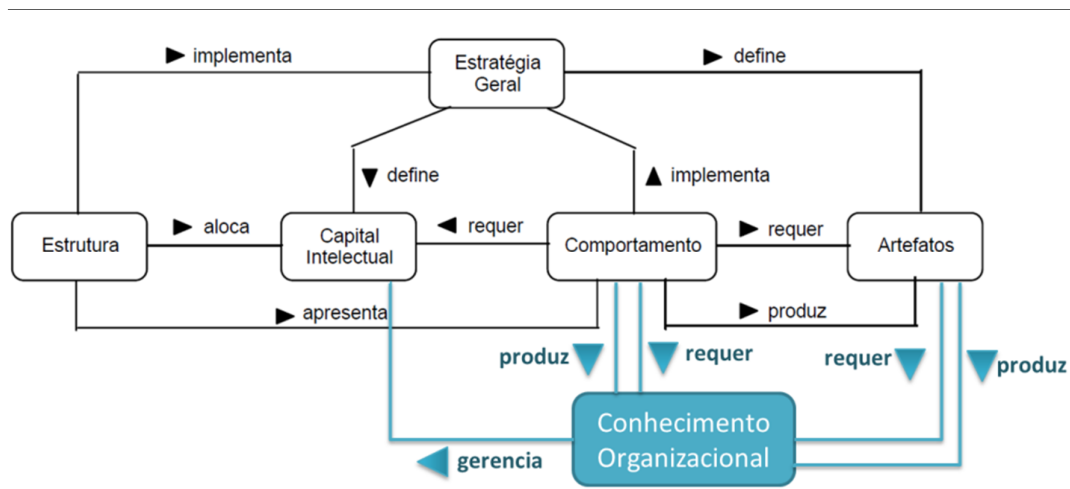 implementa
Estratégia
Geral
define
define
implementa
Estrutura
aloca
Capital
Intelectual
requer
Comportamento
requer
Artefatos
apresenta
produz
produz
requer
requer
produz
Conhecimento
Organizacional
gerencia